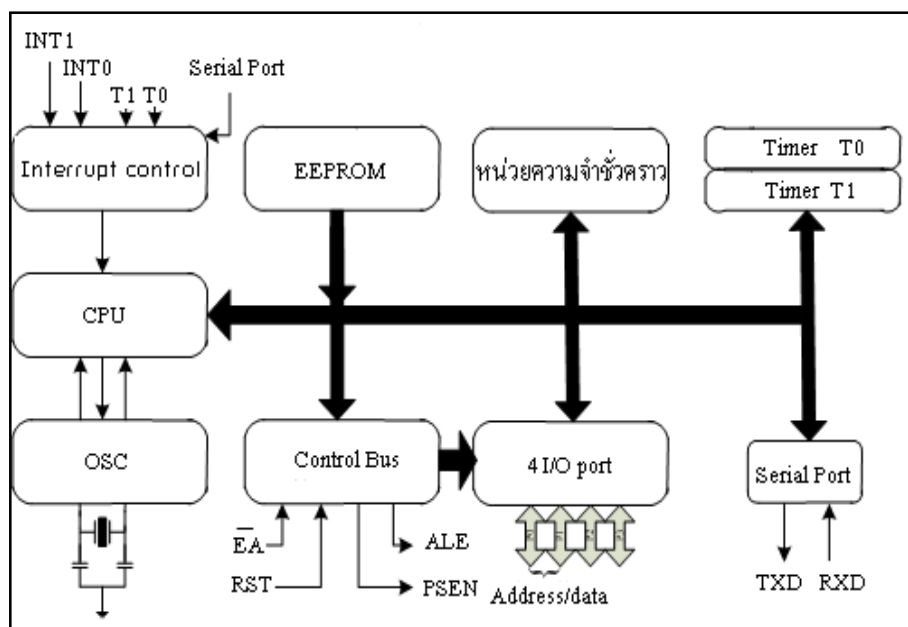 INT1
INT0
Serial Port
T1 T0
Interrupt control
EEPROM
หน่วยความจำชั่วคราว
Timer T0
Timer T1
CPU
OSC
Control Bus
4 I/O port
Serial Port
EA
ALE
RST
PSEN
Address/data
TXD
RXD